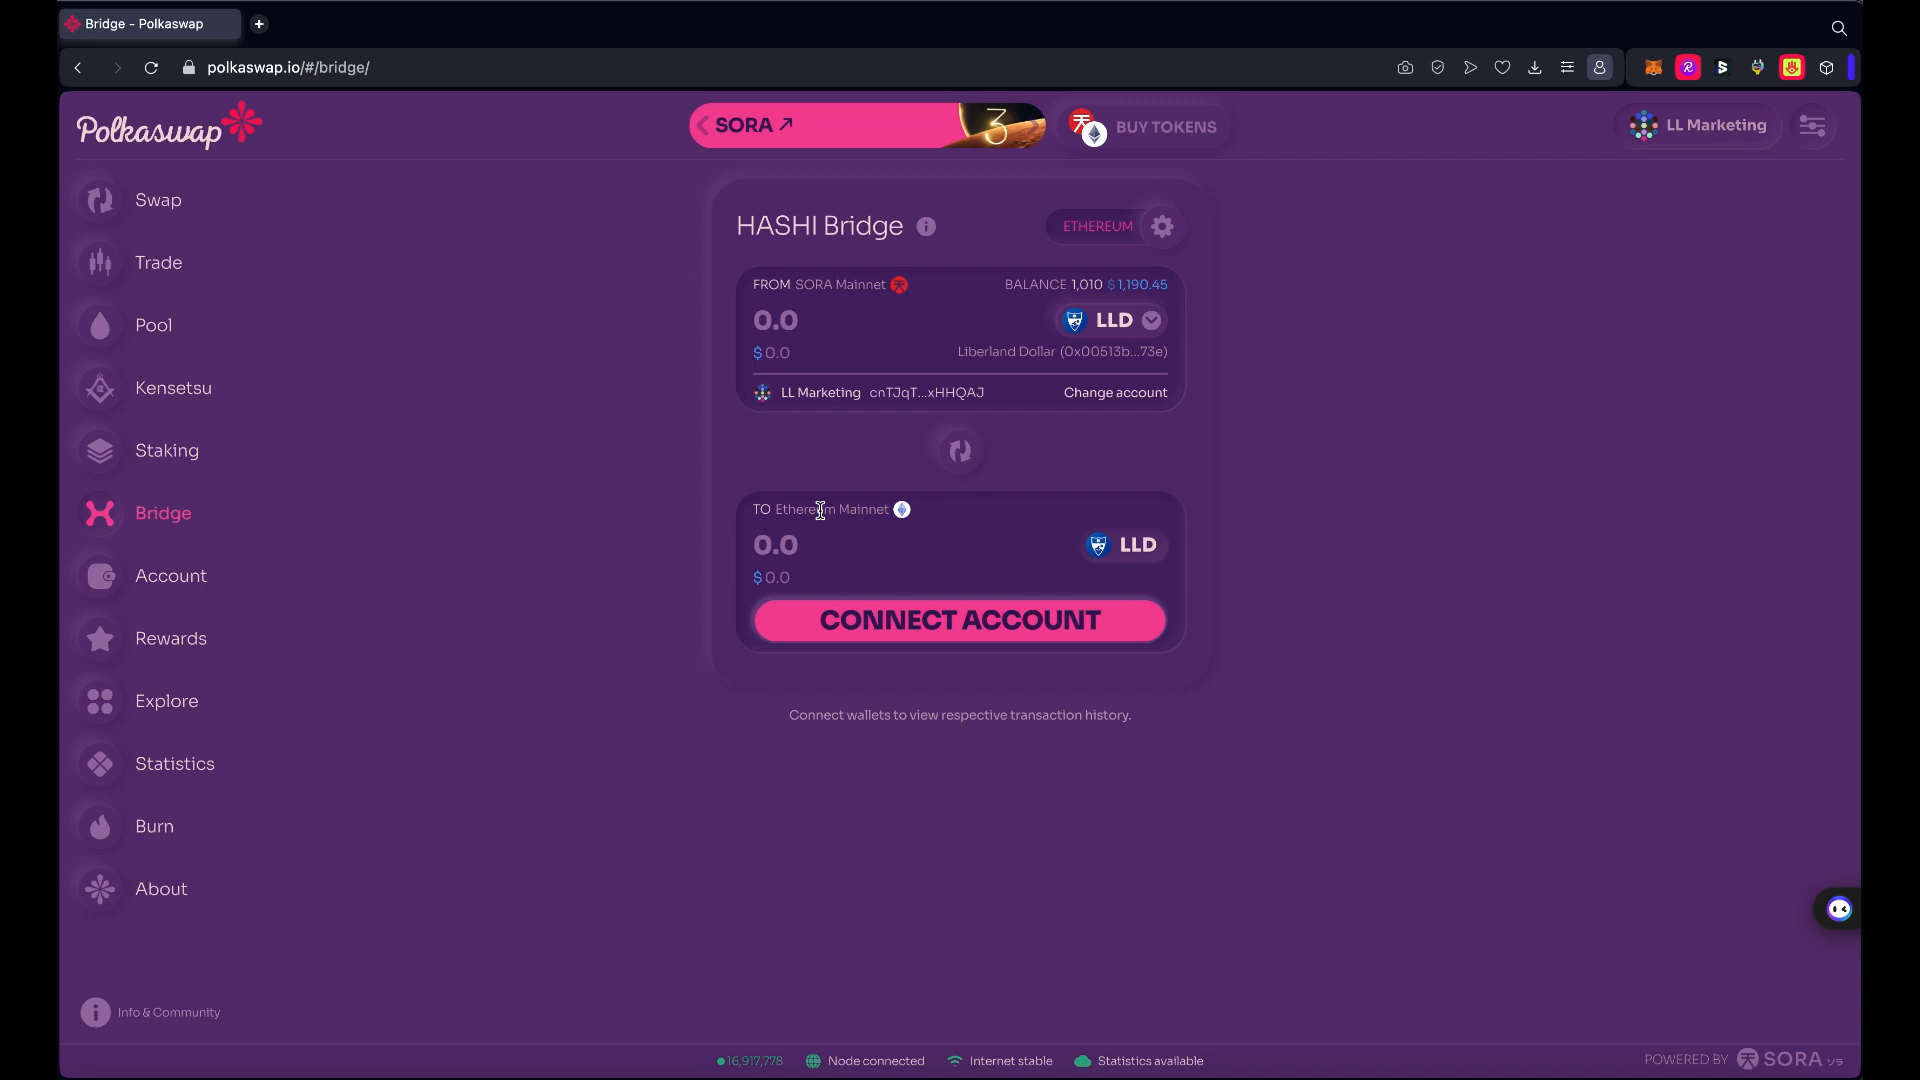 Bridge - Polkaswap
polkaswap.io/#/bridge/
Polkaswap
SORA
3
BUY TOKENS
LL Marketing
Swap
Trade
Pool
Kensetsu
Staking
Bridge
Account
Rewards
Explore
Statistics
Burn
About
Info & Community
HASHI Bridge
ETHEREUM
FROM SORA Mainnet
BALANCE 1,010 $1,190.45
0.0
LLD
$0.0
Liberland Dollar (0x00513b...73e)
LL Marketing cnTJqT...xHHQAJ
Change account
TO Ethereum Mainnet
0.0
LLD
$0.0
CONNECT ACCOUNT
Connect wallets to view respective transaction history.
16,917,778
Node connected
Internet stable
Statistics available
POWERED BY SORA ソラ